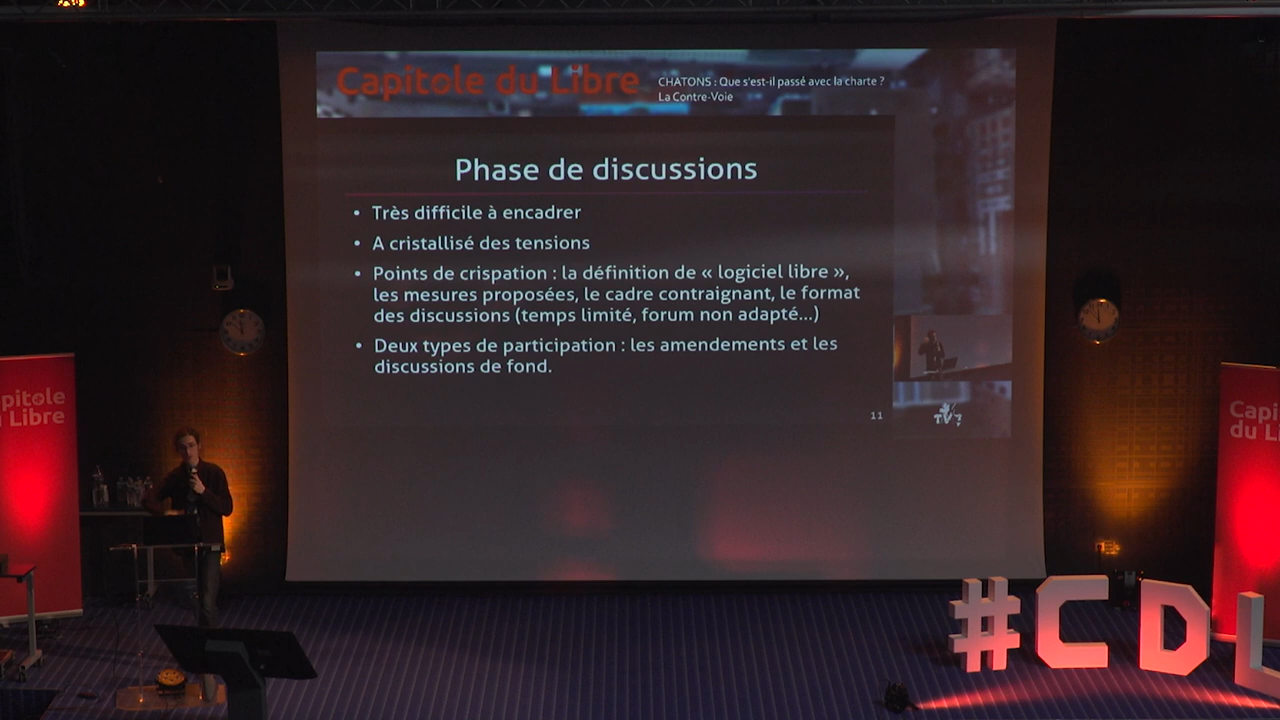 Capitole du Libre
CHATONS : Que s'est-il passé avec la charte ?
La Contre-Voie
Phase de discussions
• Très difficile à encadrer
• A cristallisé des tensions
• Points de crispation : la définition de « logiciel libre »,
les mesures proposées, le cadre contraignant, le format
des discussions (temps limité, forum non adapté...)
• Deux types de participation : les amendements et les
discussions de fond.
11
pitole
Libre
Capi
du Li
#CDL